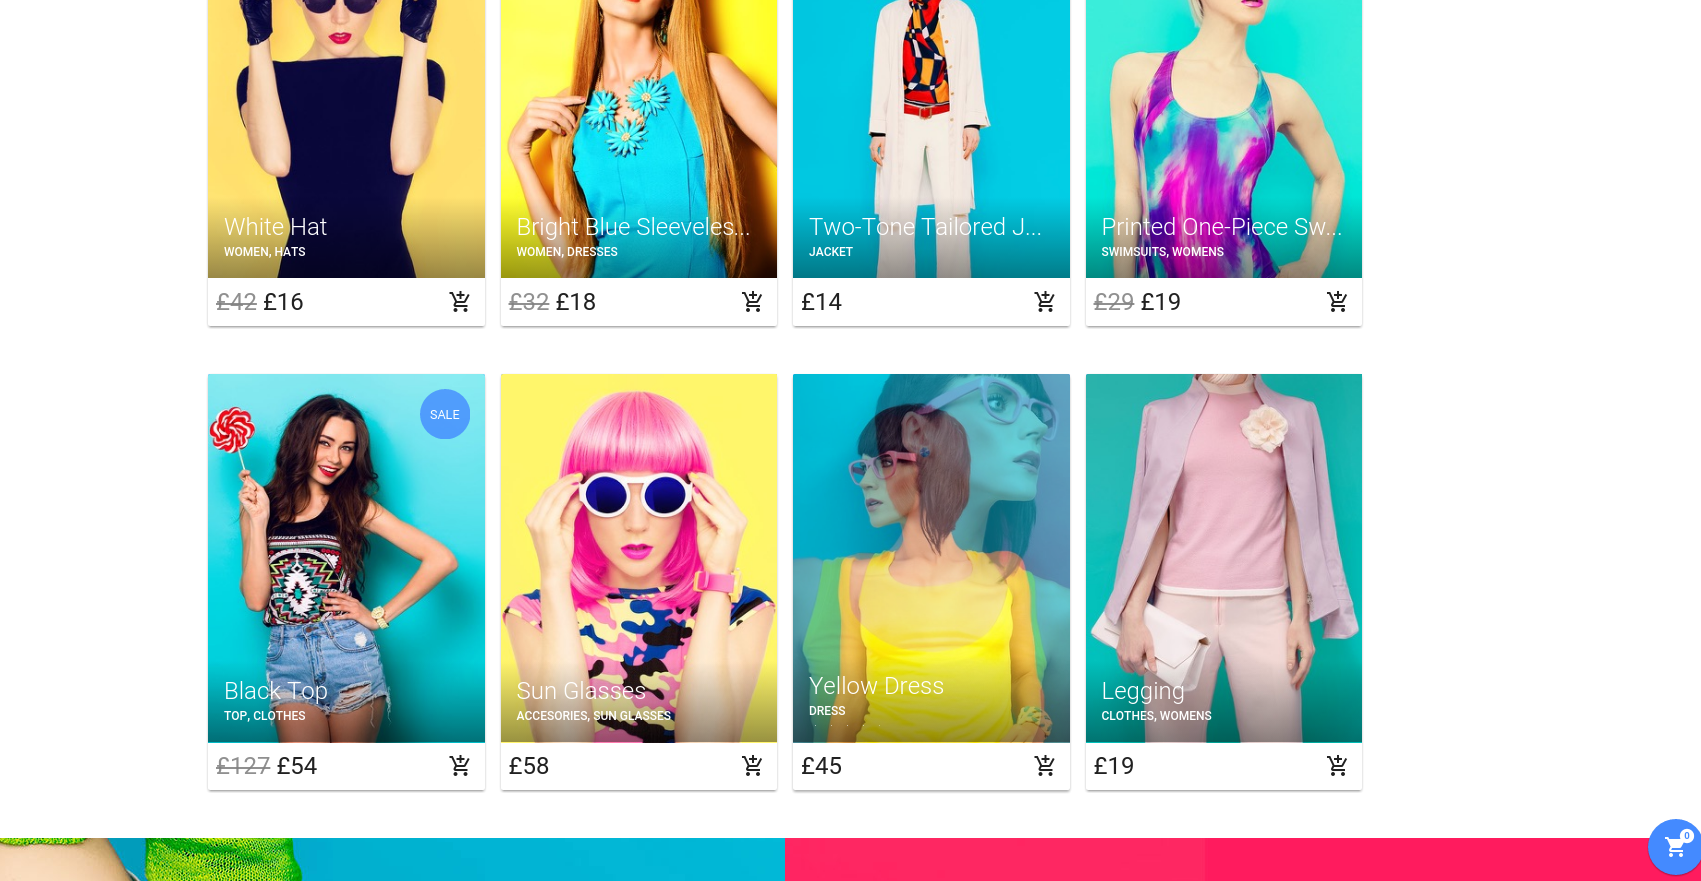 White Hat
WOMEN, HATS
£42 £16
Bright Blue Sleeveles...
WOMEN, DRESSES
£32 £18
Two-Tone Tailored J...
JACKET
£14
Printed One-Piece Sw...
SWIMSUITS, WOMENS
£29 £19
SALE
Black Top
TOP, CLOTHES
£127 £54
Sun Glasses
ACCESORIES, SUN GLASSES
£58
Yellow Dress
DRESS
£45
Legging
CLOTHES, WOMENS
£19
0